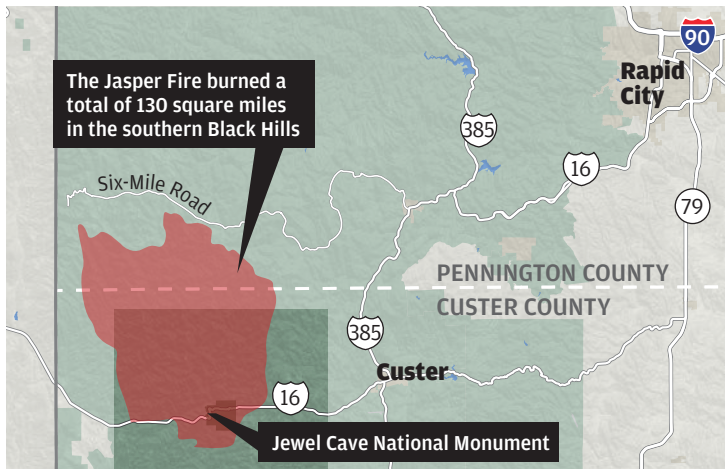 90
Rapid
City
The Jasper Fire burned a
total of 130 square miles
in the southern Black Hills
385
16
Six-Mile Road
79
PENNINGTON COUNTY
CUSTER COUNTY
385
Custer
16
Jewel Cave National Monument